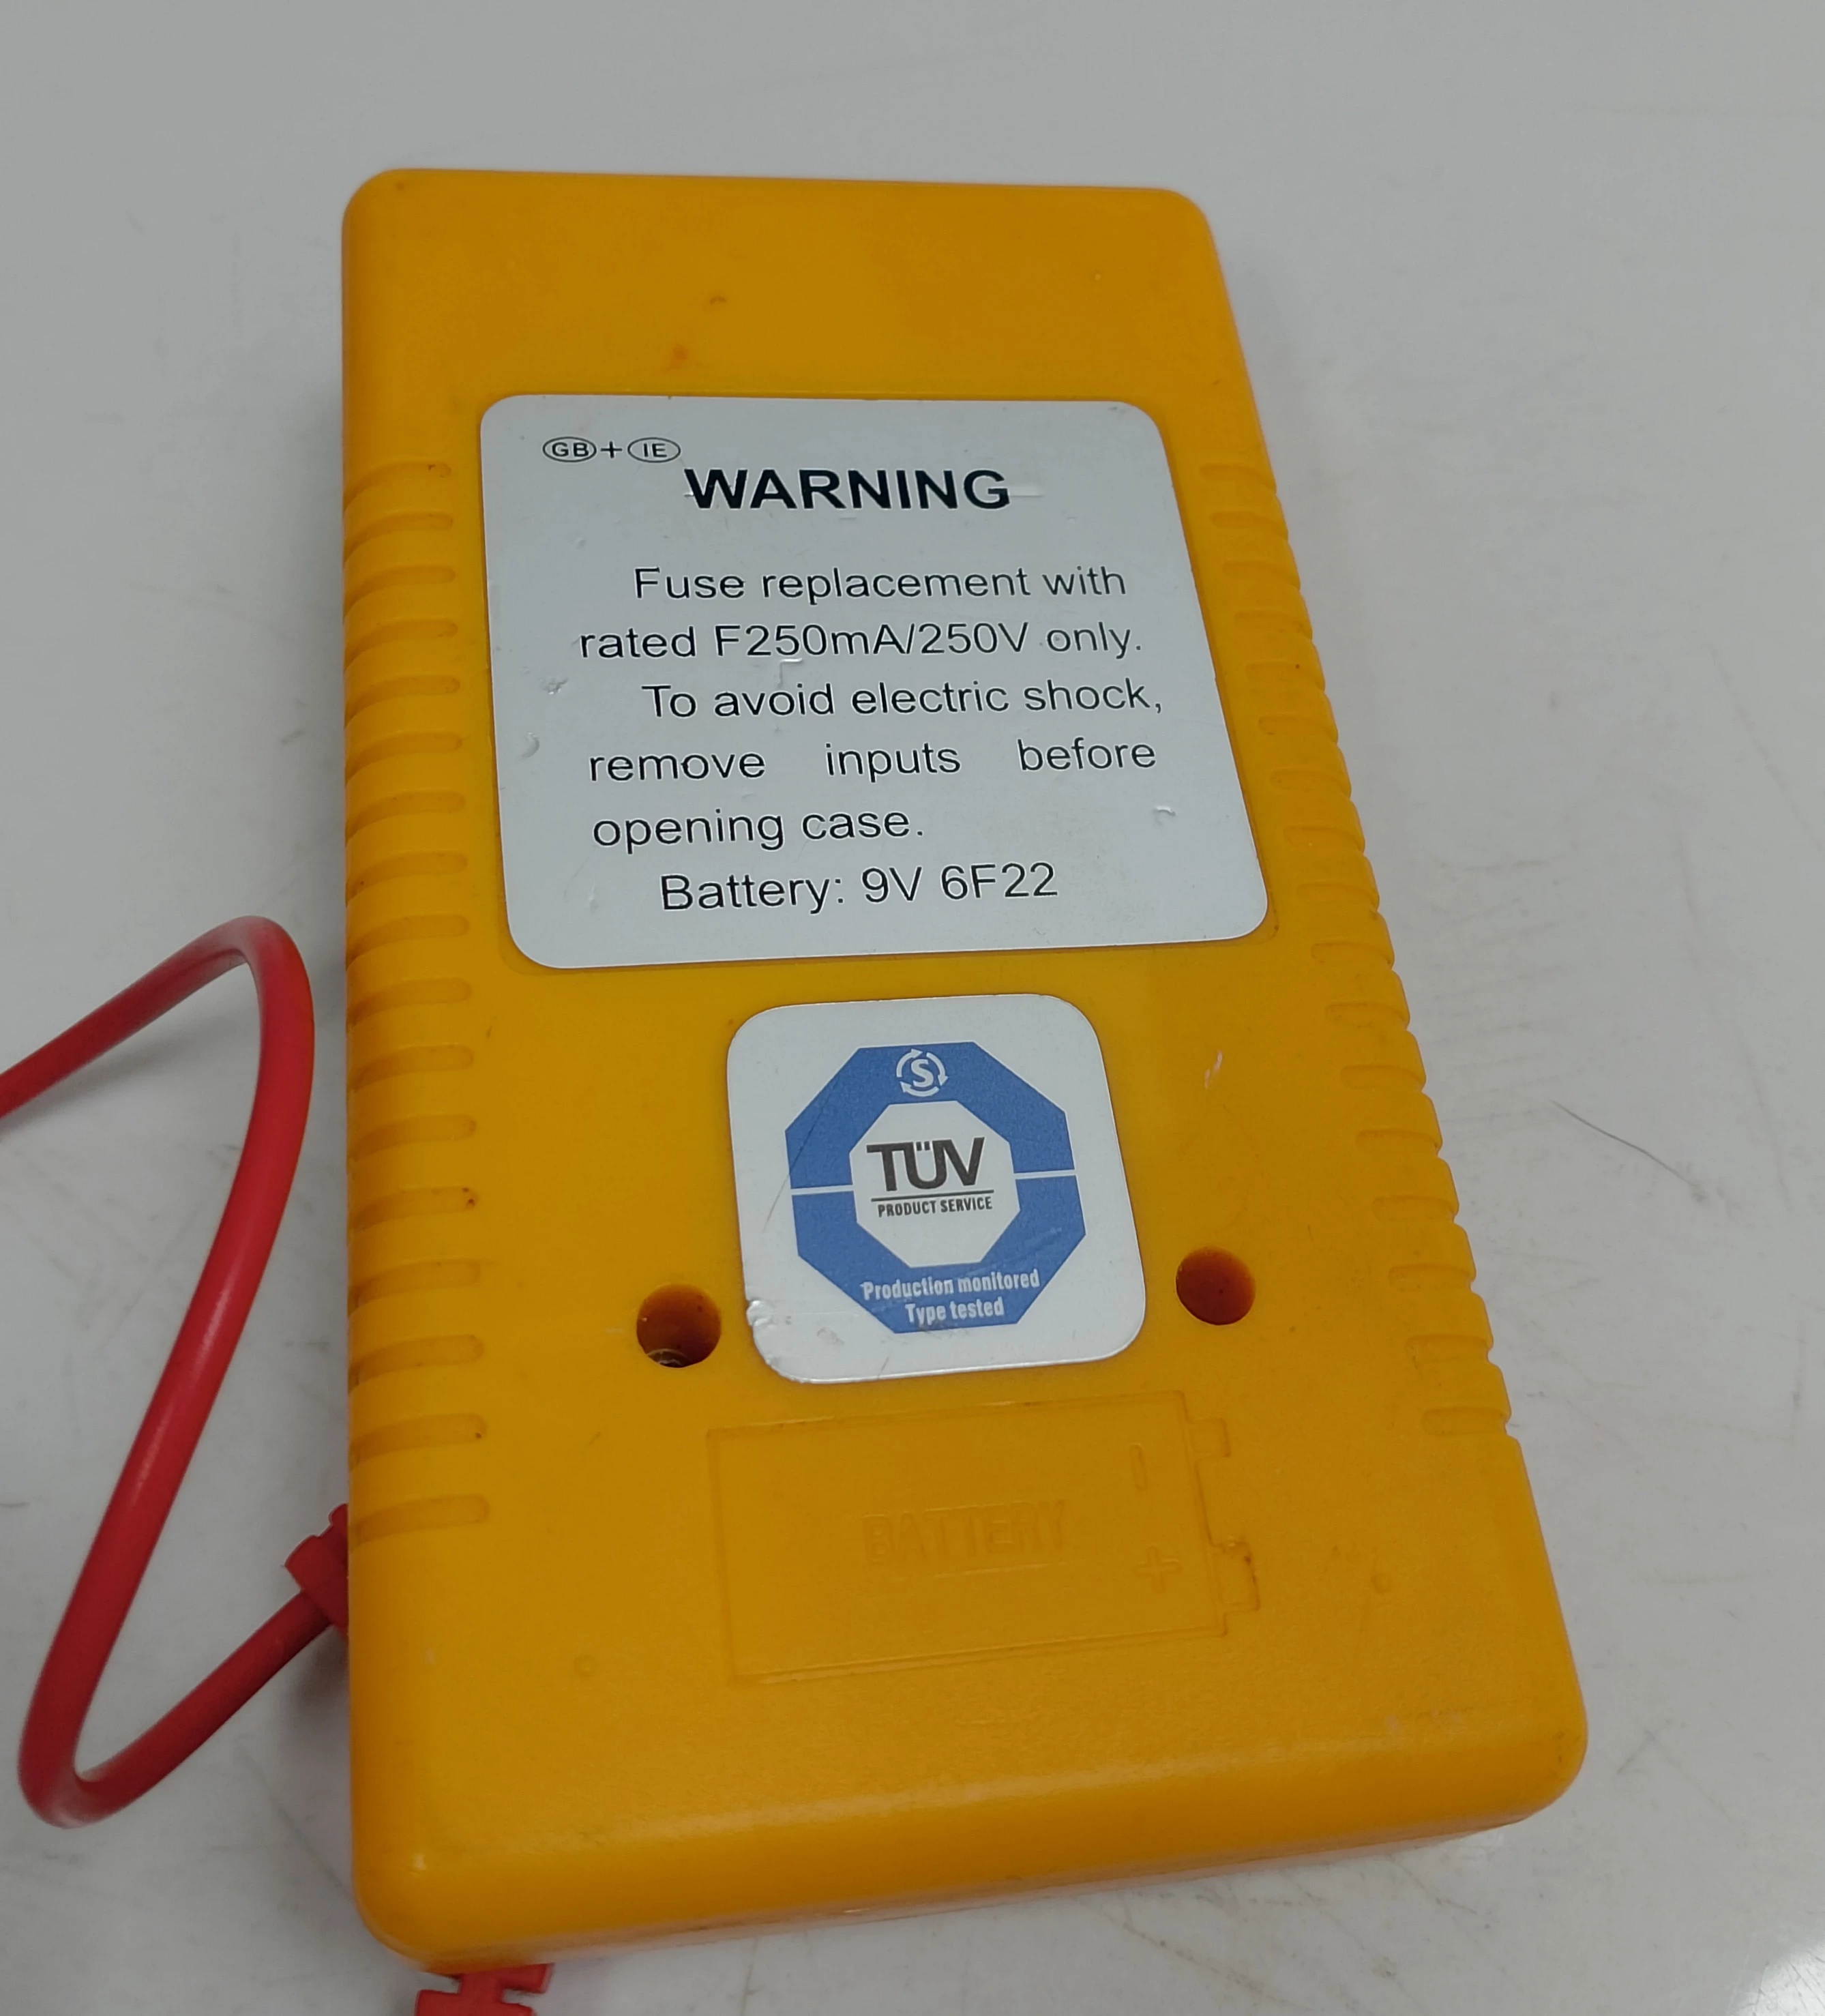 GB + IE
WARNING
Fuse replacement with
rated F250mA/250V only.
To avoid electric shock,
remove inputs before
opening case.
Battery: 9V 6F22
S
TÜV
PRODUCT SERVICE
Production monitored
Type tested
-
BATTERY
+